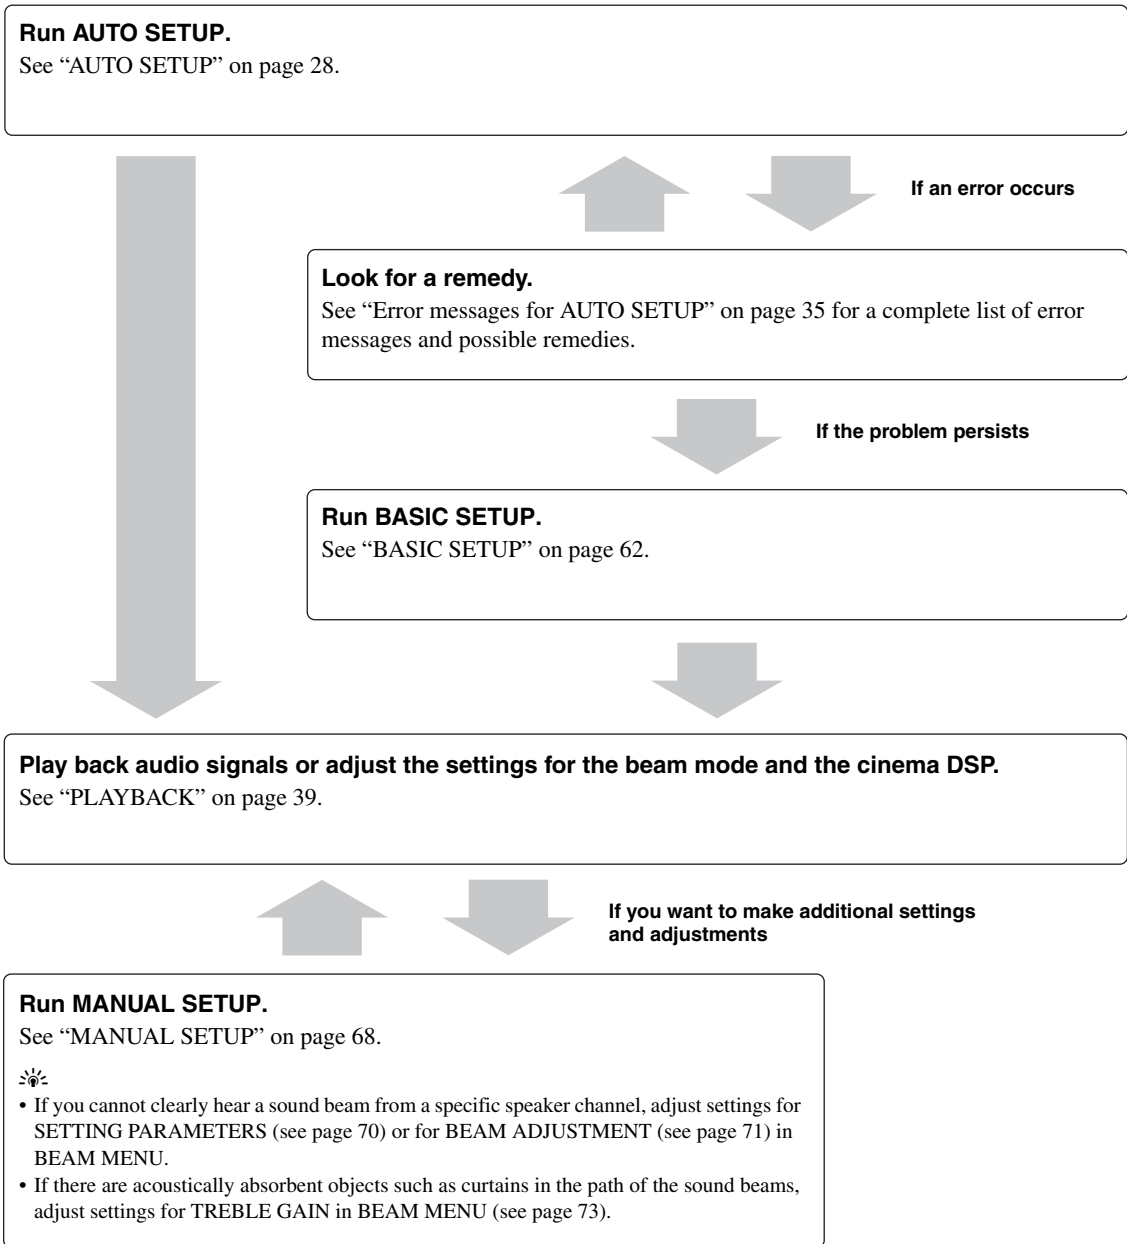 Run AUTO SETUP.
See “AUTO SETUP” on page 28.
If an error occurs
Look for a remedy.
See “Error messages for AUTO SETUP” on page 35 for a complete list of error
messages and possible remedies.
If the problem persists
Run BASIC SETUP.
See “BASIC SETUP” on page 62.
Play back audio signals or adjust the settings for the beam mode and the cinema DSP.
See “PLAYBACK” on page 39.
If you want to make additional settings
and adjustments
Run MANUAL SETUP.
See “MANUAL SETUP” on page 68.
• If you cannot clearly hear a sound beam from a specific speaker channel, adjust settings for
SETTING PARAMETERS (see page 70) or for BEAM ADJUSTMENT (see page 71) in
BEAM MENU.
• If there are acoustically absorbent objects such as curtains in the path of the sound beams,
adjust settings for TREBLE GAIN in BEAM MENU (see page 73).